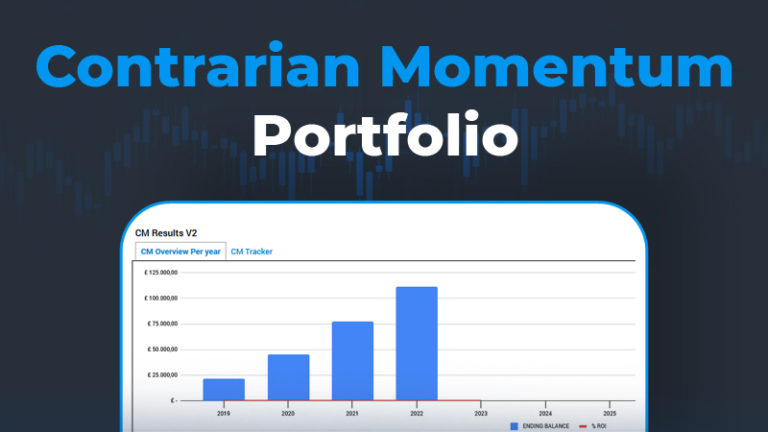 Contrarian Momentum
Portfolio
CM Results V2
CM Overview Per year CM Tracker
£ 125.000,00
£ 100.000,00
£ 75.000,00
£ 50.000,00
£ 25.000,00
£ -
2019 2020 2021 2022 2023 2024 2025
ENDING BALANCE % ROI